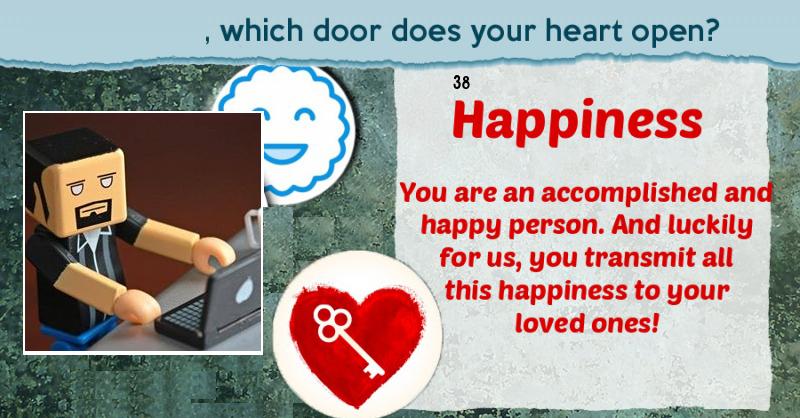 , which door does your heart open?
38
Happiness
You are an accomplished and
happy person. And luckily
for us, you transmit all
this happiness to your
loved ones!